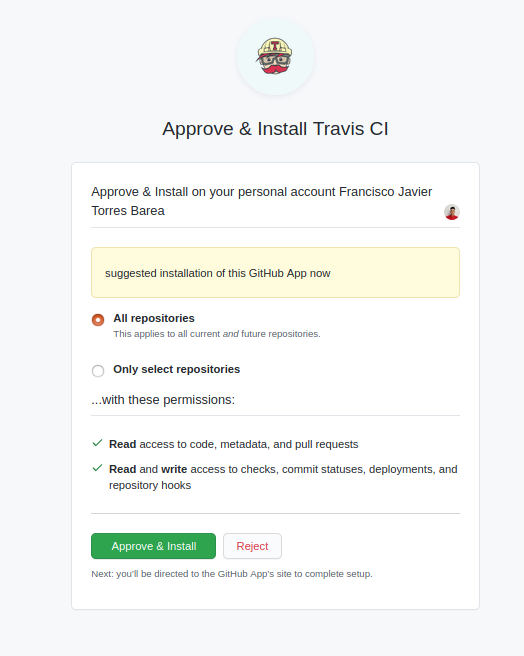 Approve & Install Travis CI
Approve & Install on your personal account Francisco Javier
Torres Barea
suggested installation of this GitHub App now
All repositories
This applies to all current and future repositories.
Only select repositories
...with these permissions:
Read access to code, metadata, and pull requests
Read and write access to checks, commit statuses, deployments, and
repository hooks
Approve & Install
Reject
Next: you'll be directed to the GitHub App's site to complete setup.